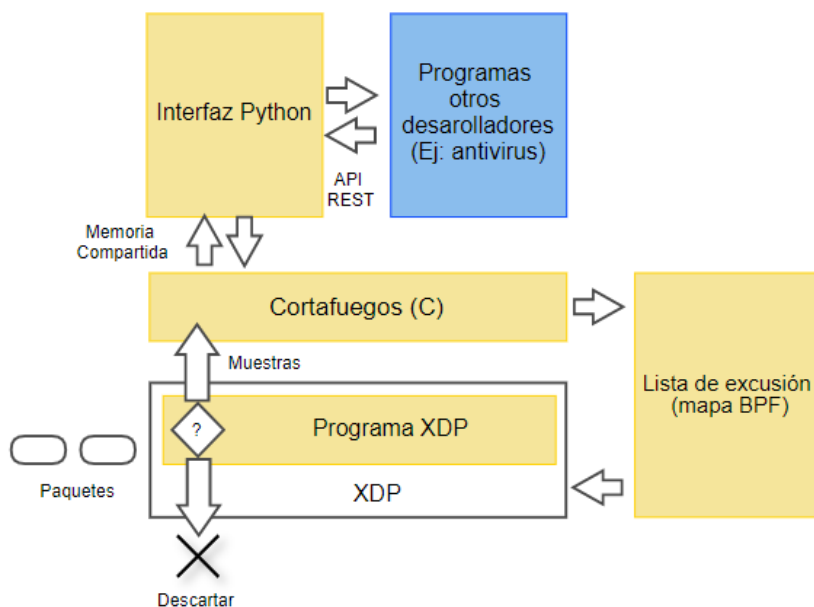 Interfaz Python
Programas
otros
desarolladores
(Ej: antivirus)
API
REST
Memoria
Compartida
Cortafuegos (C)
Muestras
Lista de excusión
(mapa BPF)
?
Programa XDP
Paquetes
XDP
Descartar